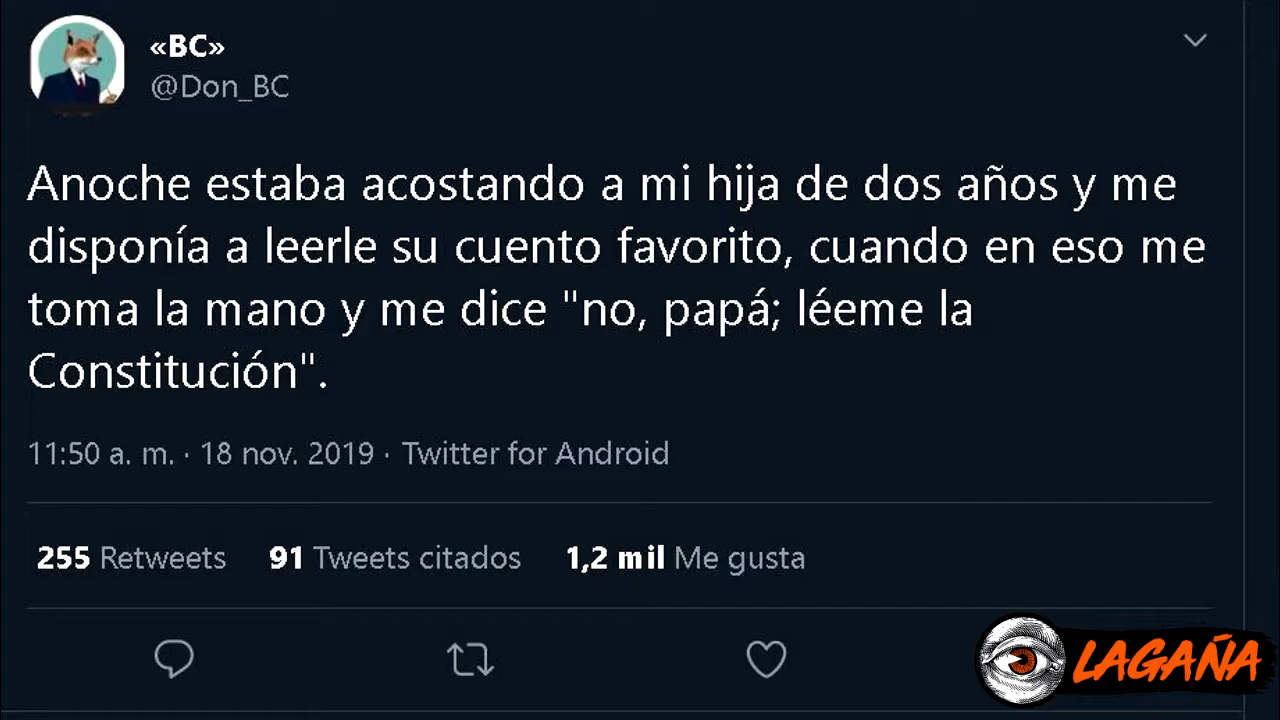 «BC»
@Don_BC
Anoche estaba acostando a mi hija de dos años y me
disponía a leerle su cuento favorito, cuando en eso me
toma la mano y me dice "no, papá; léeme la
Constitución".
11:50 a. m. · 18 nov. 2019 · Twitter for Android
255 Retweets 91 Tweets citados 1,2 mil Me gusta
LAGAÑA